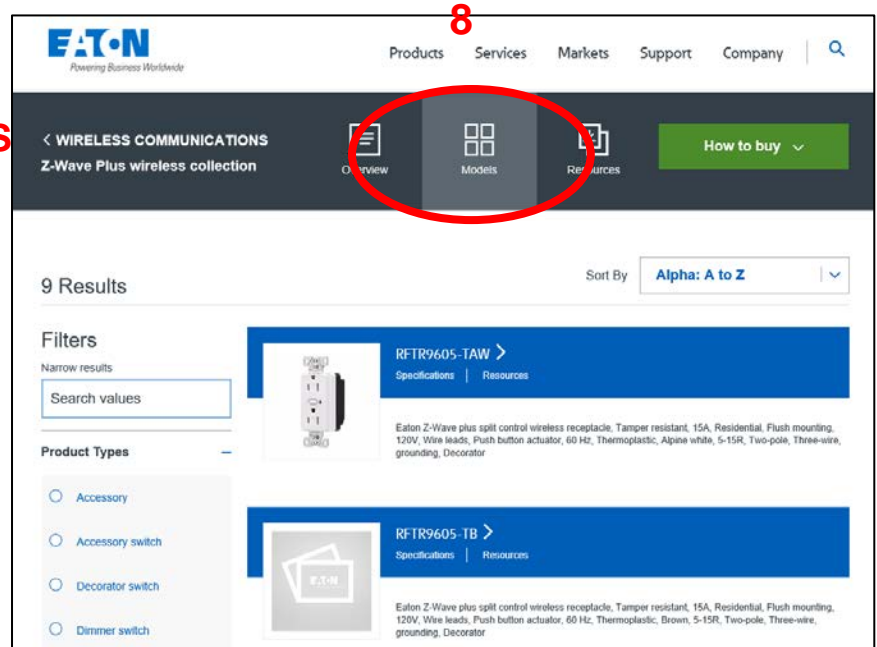 8
EATON
Powering Business Worldwide
Products Services Markets Support Company
S
< WIRELESS COMMUNICATIONS
Z-Wave Plus wireless collection
Overview
Models
Resources
How to buy
9 Results
Sort By
Alpha: A to Z
Filters
Narrow results
Search values
Product Types
Accessory
Accessory switch
Decorator switch
Dimmer switch
RFTR9605-TAW >
Specifications | Resources
Eaton Z-Wave plus split control wireless receptacle, Tamper resistant, 15A, Residential, Flush mounting,
120V, Wire leads, Push button actuator, 60 Hz, Thermoplastic, Alpine white, 5-15R, Two-pole, Three-wire,
grounding, Decorator
RFTR9605-TB >
Specifications | Resources
EATON
Eaton Z-Wave plus split control wireless receptacle, Tamper resistant, 15A, Residential, Flush mounting,
120V, Wire leads, Push button actuator, 60 Hz, Thermoplastic, Brown, 5-15R, Two-pole, Three-wire,
grounding, Decorator